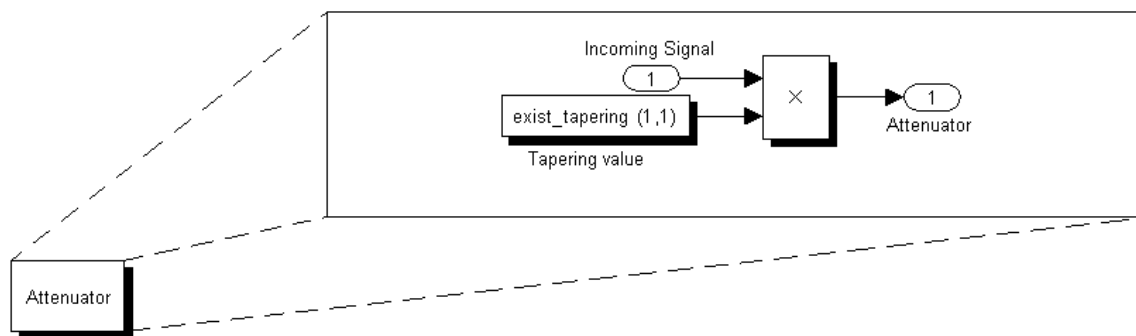 Incoming Signal
1
exist_tapering (1,1)
×
1
Attenuator
Tapering value
Attenuator